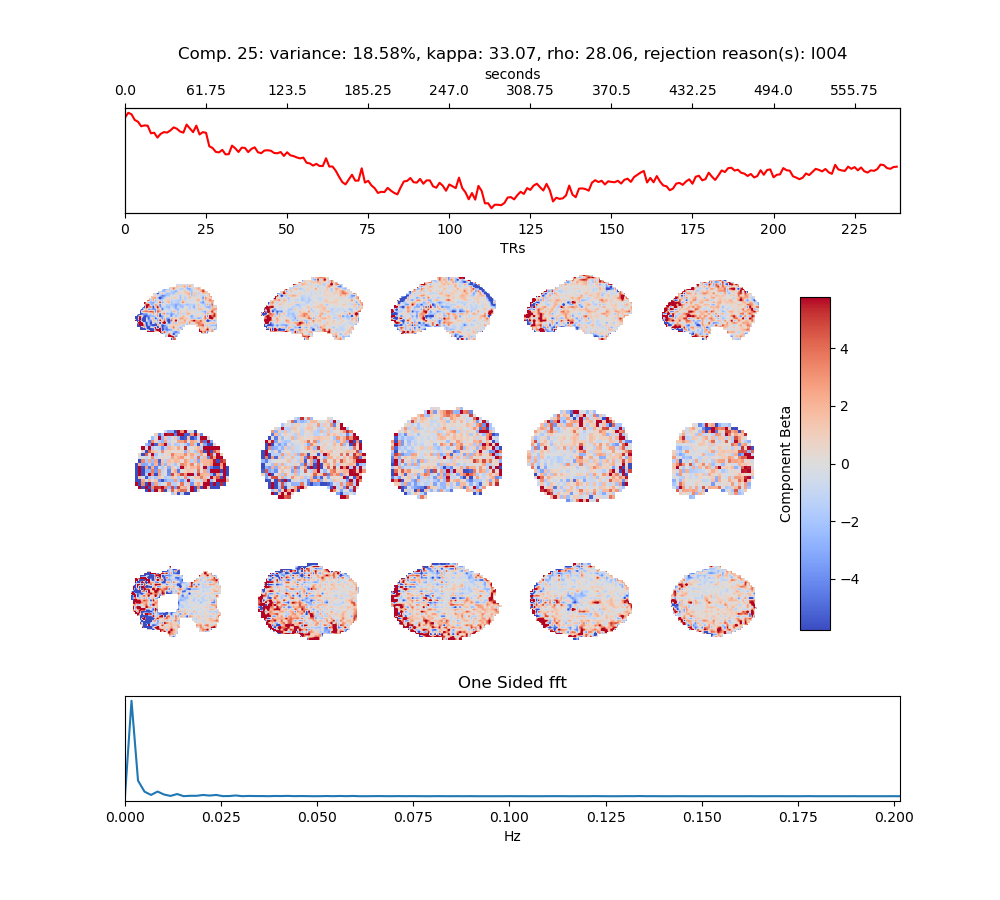 Comp. 25: variance: 18.58%, kappa: 33.07, rho: 28.06, rejection reason(s): I004
seconds
0.0 61.75 123.5 185.25 247.0 308.75 370.5 432.25 494.0 555.75
0 25 50 75 100 125 150 175 200 225
TRs
4
2
0
−2
−4
Component Beta
One Sided fft
0.000 0.025 0.050 0.075 0.100 0.125 0.150 0.175 0.200
Hz